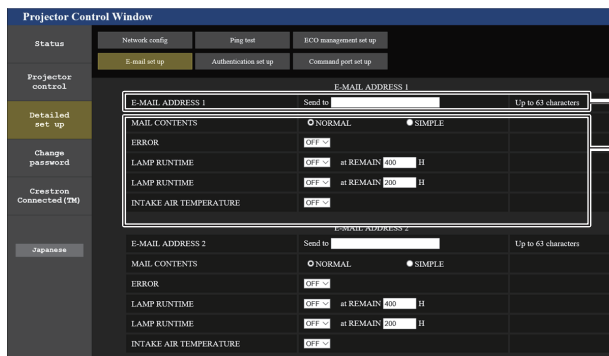 Projector Control Window
Status
Network config Ping test ECO management set up
E-mail set up Authentication set up Command port set up
Projector control
Detailed set up
Change password
Crestron Connected(TM)
Japanese
E-MAIL ADDRESS 1
E-MAIL ADDRESS 1 Send to Up to 63 characters
MAIL CONTENTS NORMAL SIMPLE
ERROR OFF
LAMP RUNTIME OFF at REMAIN 400 H
LAMP RUNTIME OFF at REMAIN 200 H
INTAKE AIR TEMPERATURE OFF
E-MAIL ADDRESS 2
E-MAIL ADDRESS 2 Send to Up to 63 characters
MAIL CONTENTS NORMAL SIMPLE
ERROR OFF
LAMP RUNTIME OFF at REMAIN 400 H
LAMP RUNTIME OFF at REMAIN 200 H
INTAKE AIR TEMPERATURE OFF